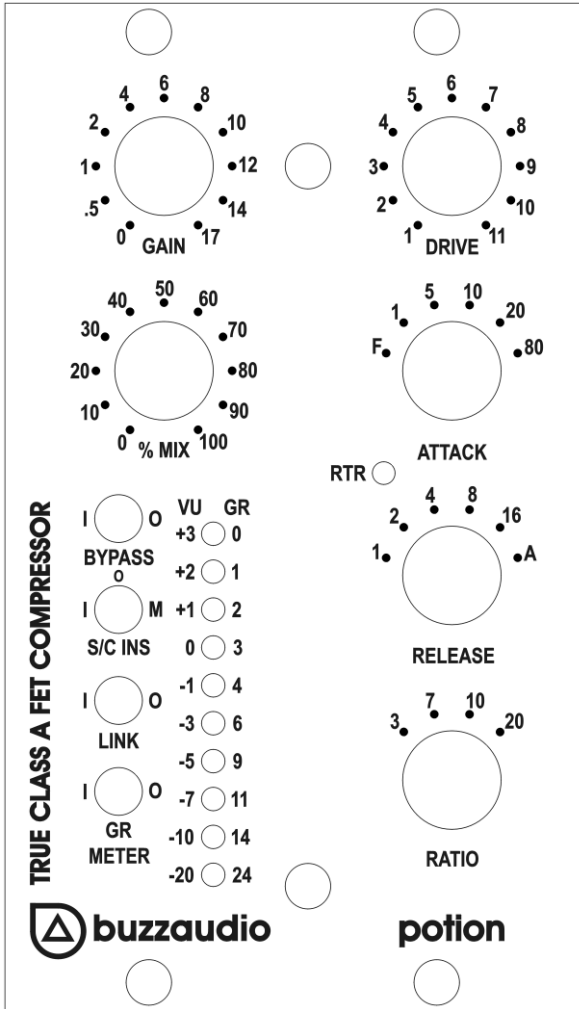 6
4 8
2 10
1 12
.5 14
0 17
GAIN
6
5 7
4 8
3 9
2 10
1 11
DRIVE
50
40 60
30 70
20 80
10 90
0 100
% MIX
5 10
1 20
F 80
ATTACK
RTR
TRUE CLASS A FET COMPRESSOR
I O
BYPASS
O
I M
S/C INS
I O
LINK
I O
GR
METER
VU GR
+3 0
+2 1
+1 2
0 3
-1 4
-3 6
-5 9
-7 11
-10 14
-20 24
4 8
2 16
1 A
RELEASE
7 10
3 20
RATIO
buzzaudio
potion